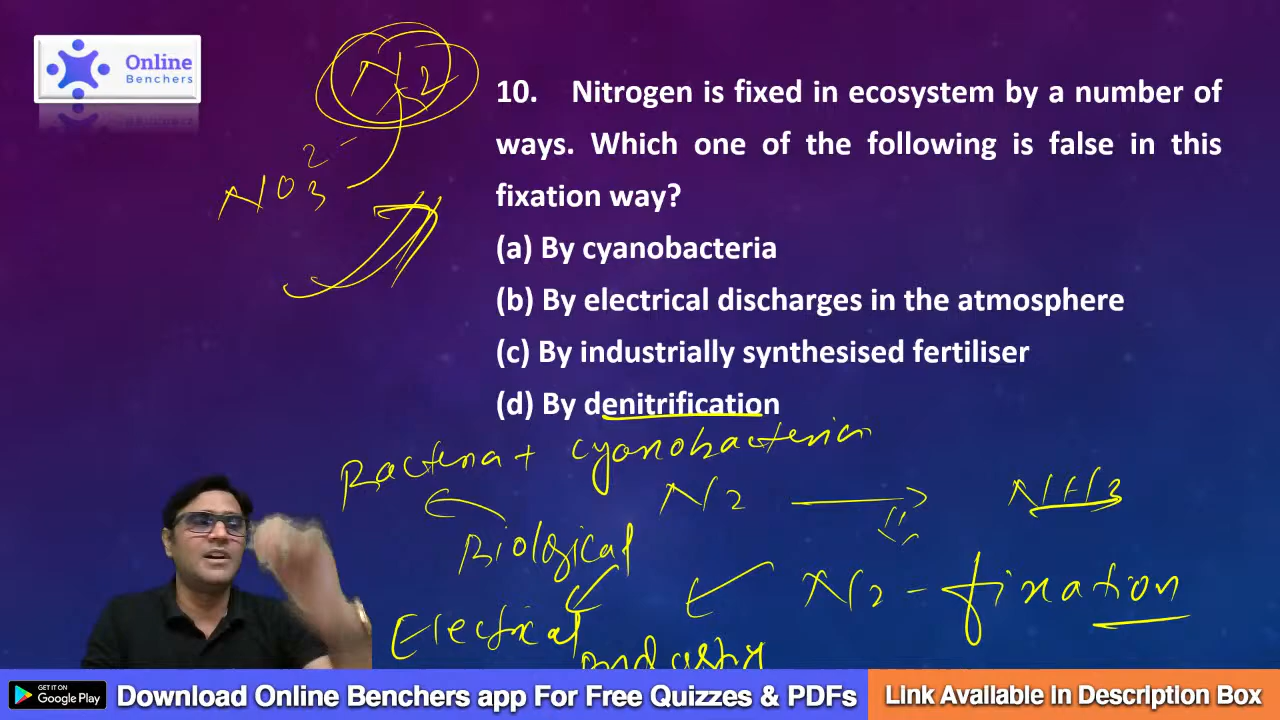 Online
Benchers
N2
2-
NO3
10. Nitrogen is fixed in ecosystem by a number of
ways. Which one of the following is false in this
fixation way?
(a) By cyanobacteria
(b) By electrical discharges in the atmosphere
(c) By industrially synthesised fertiliser
(d) By denitrification
Bacteria + cyanobacteria
N2 → NH3
Biological
N2 - fixation
Electrical
GET IT ON
Google Play
Download Online Benchers app For Free Quizzes & PDFs
Link Available In Description Box